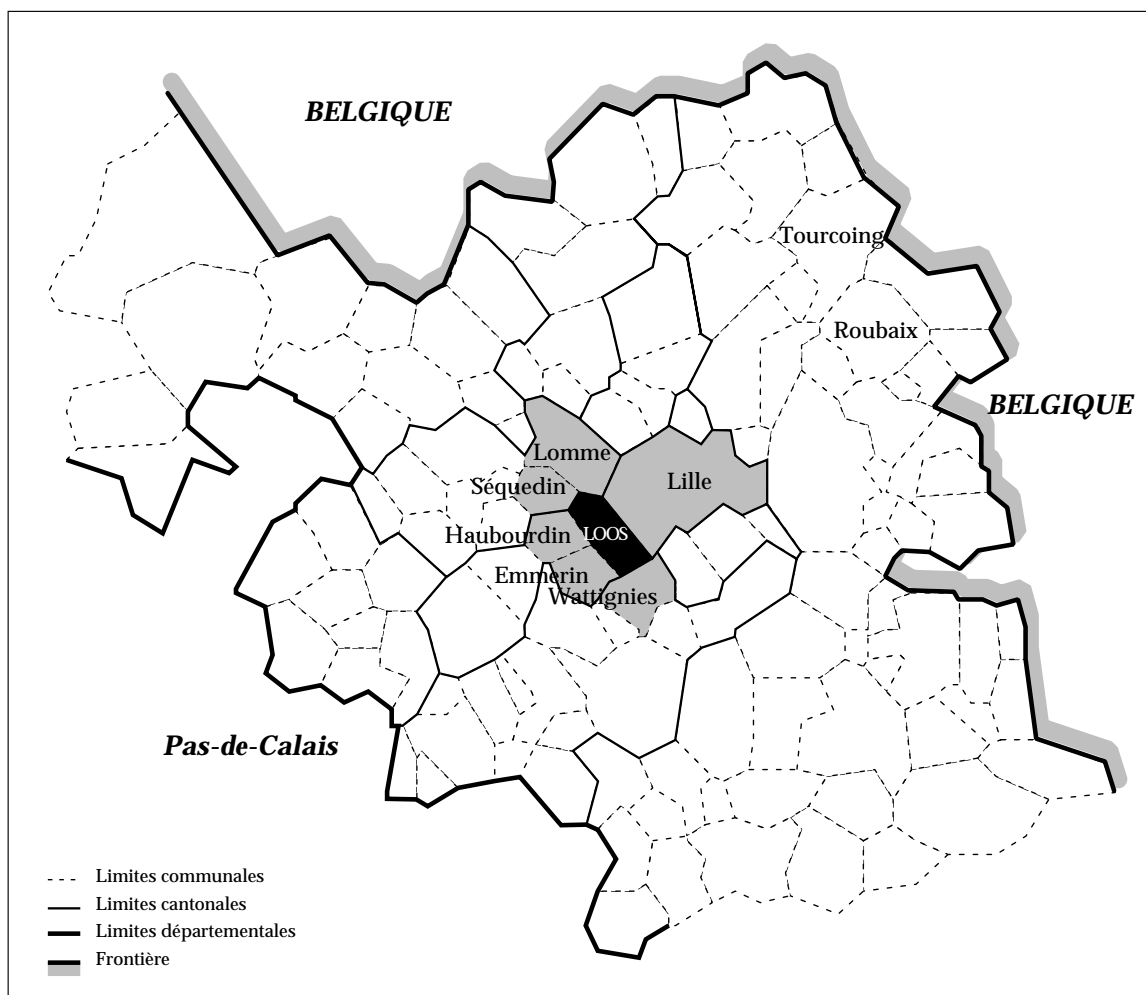 BELGIQUE
Tourcoing
Roubaix
BELGIQUE
Lomme
Lille
Séquedin
Haubourdin
LOOS
Emmerin
Wattignies
Pas-de-Calais
Limites communales
Limites cantonales
Limites départementales
Frontière